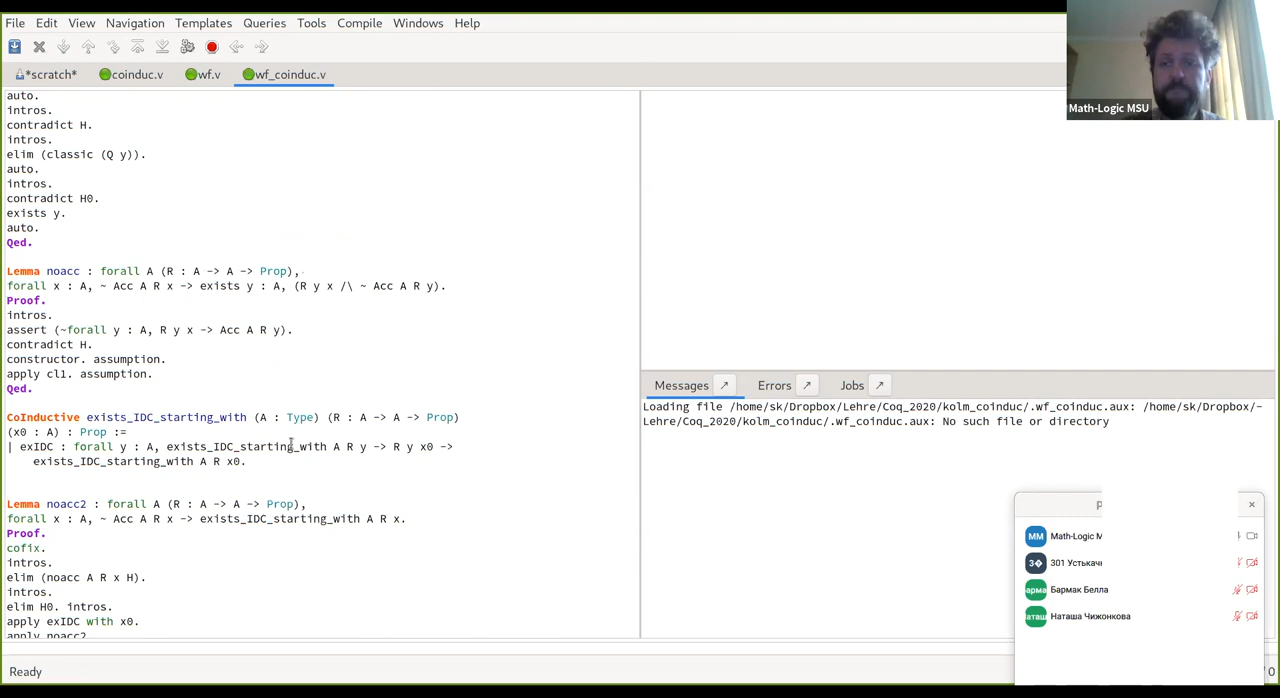 File Edit View Navigation Templates Queries Tools Compile Windows Help
*scratch* coinduc.v wf.v wf_coinduc.v
auto.
intros.
contradict H.
intros.
elim (classic (Q y)).
auto.
intros.
contradict H0.
exists y.
auto.
Qed.
Lemma noacc : forall A (R : A -> A -> Prop),
forall x : A, ~ Acc A R x -> exists y : A, (R y x /\ ~ Acc A R y).
Proof.
intros.
assert (~forall y : A, R y x -> Acc A R y).
contradict H.
constructor. assumption.
apply cl1. assumption.
Qed.
CoInductive exists_IDC_starting_with (A : Type) (R : A -> A -> Prop)
(x0 : A) : Prop :=
| exIDC : forall y : A, exists_IDC_starting_with A R y -> R y x0 ->
exists_IDC_starting_with A R x0.
Lemma noacc2 : forall A (R : A -> A -> Prop),
forall x : A, ~ Acc A R x -> exists_IDC_starting_with A R x.
Proof.
cofix.
intros.
elim (noacc A R x H).
intros.
elim H0. intros.
apply exIDC with x0.
apply noacc2
Ready
Math-Logic MSU
Messages Errors Jobs
Loading file /home/sk/Dropbox/Lehre/Coq_2020/kolm_coinduc/.wf_coinduc.aux: /home/sk/Dropbox/-
Lehre/Coq_2020/kolm_coinduc/.wf_coinduc.aux: No such file or directory
MM Math-Logic M
301 Устькачк
Бармак Белла
Наташа Чижонкова